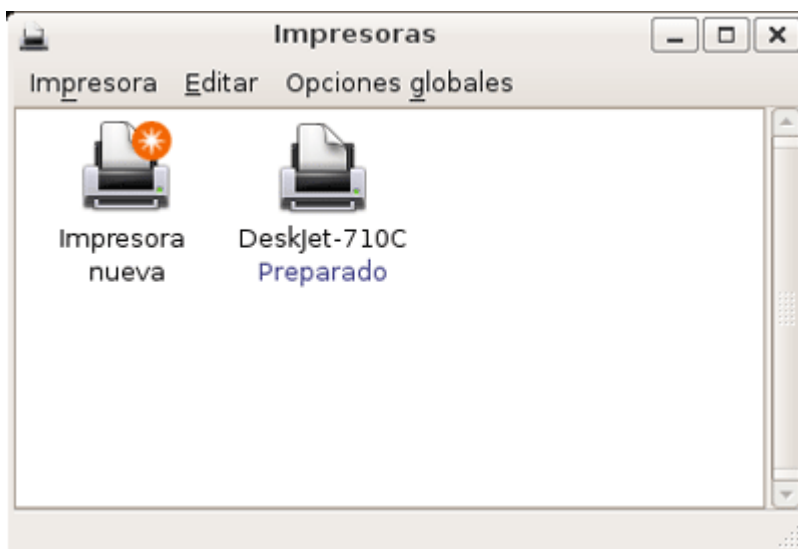 Impresoras
Impresora Editar Opciones globales
Impresora
nueva
DeskJet-710C
Preparado